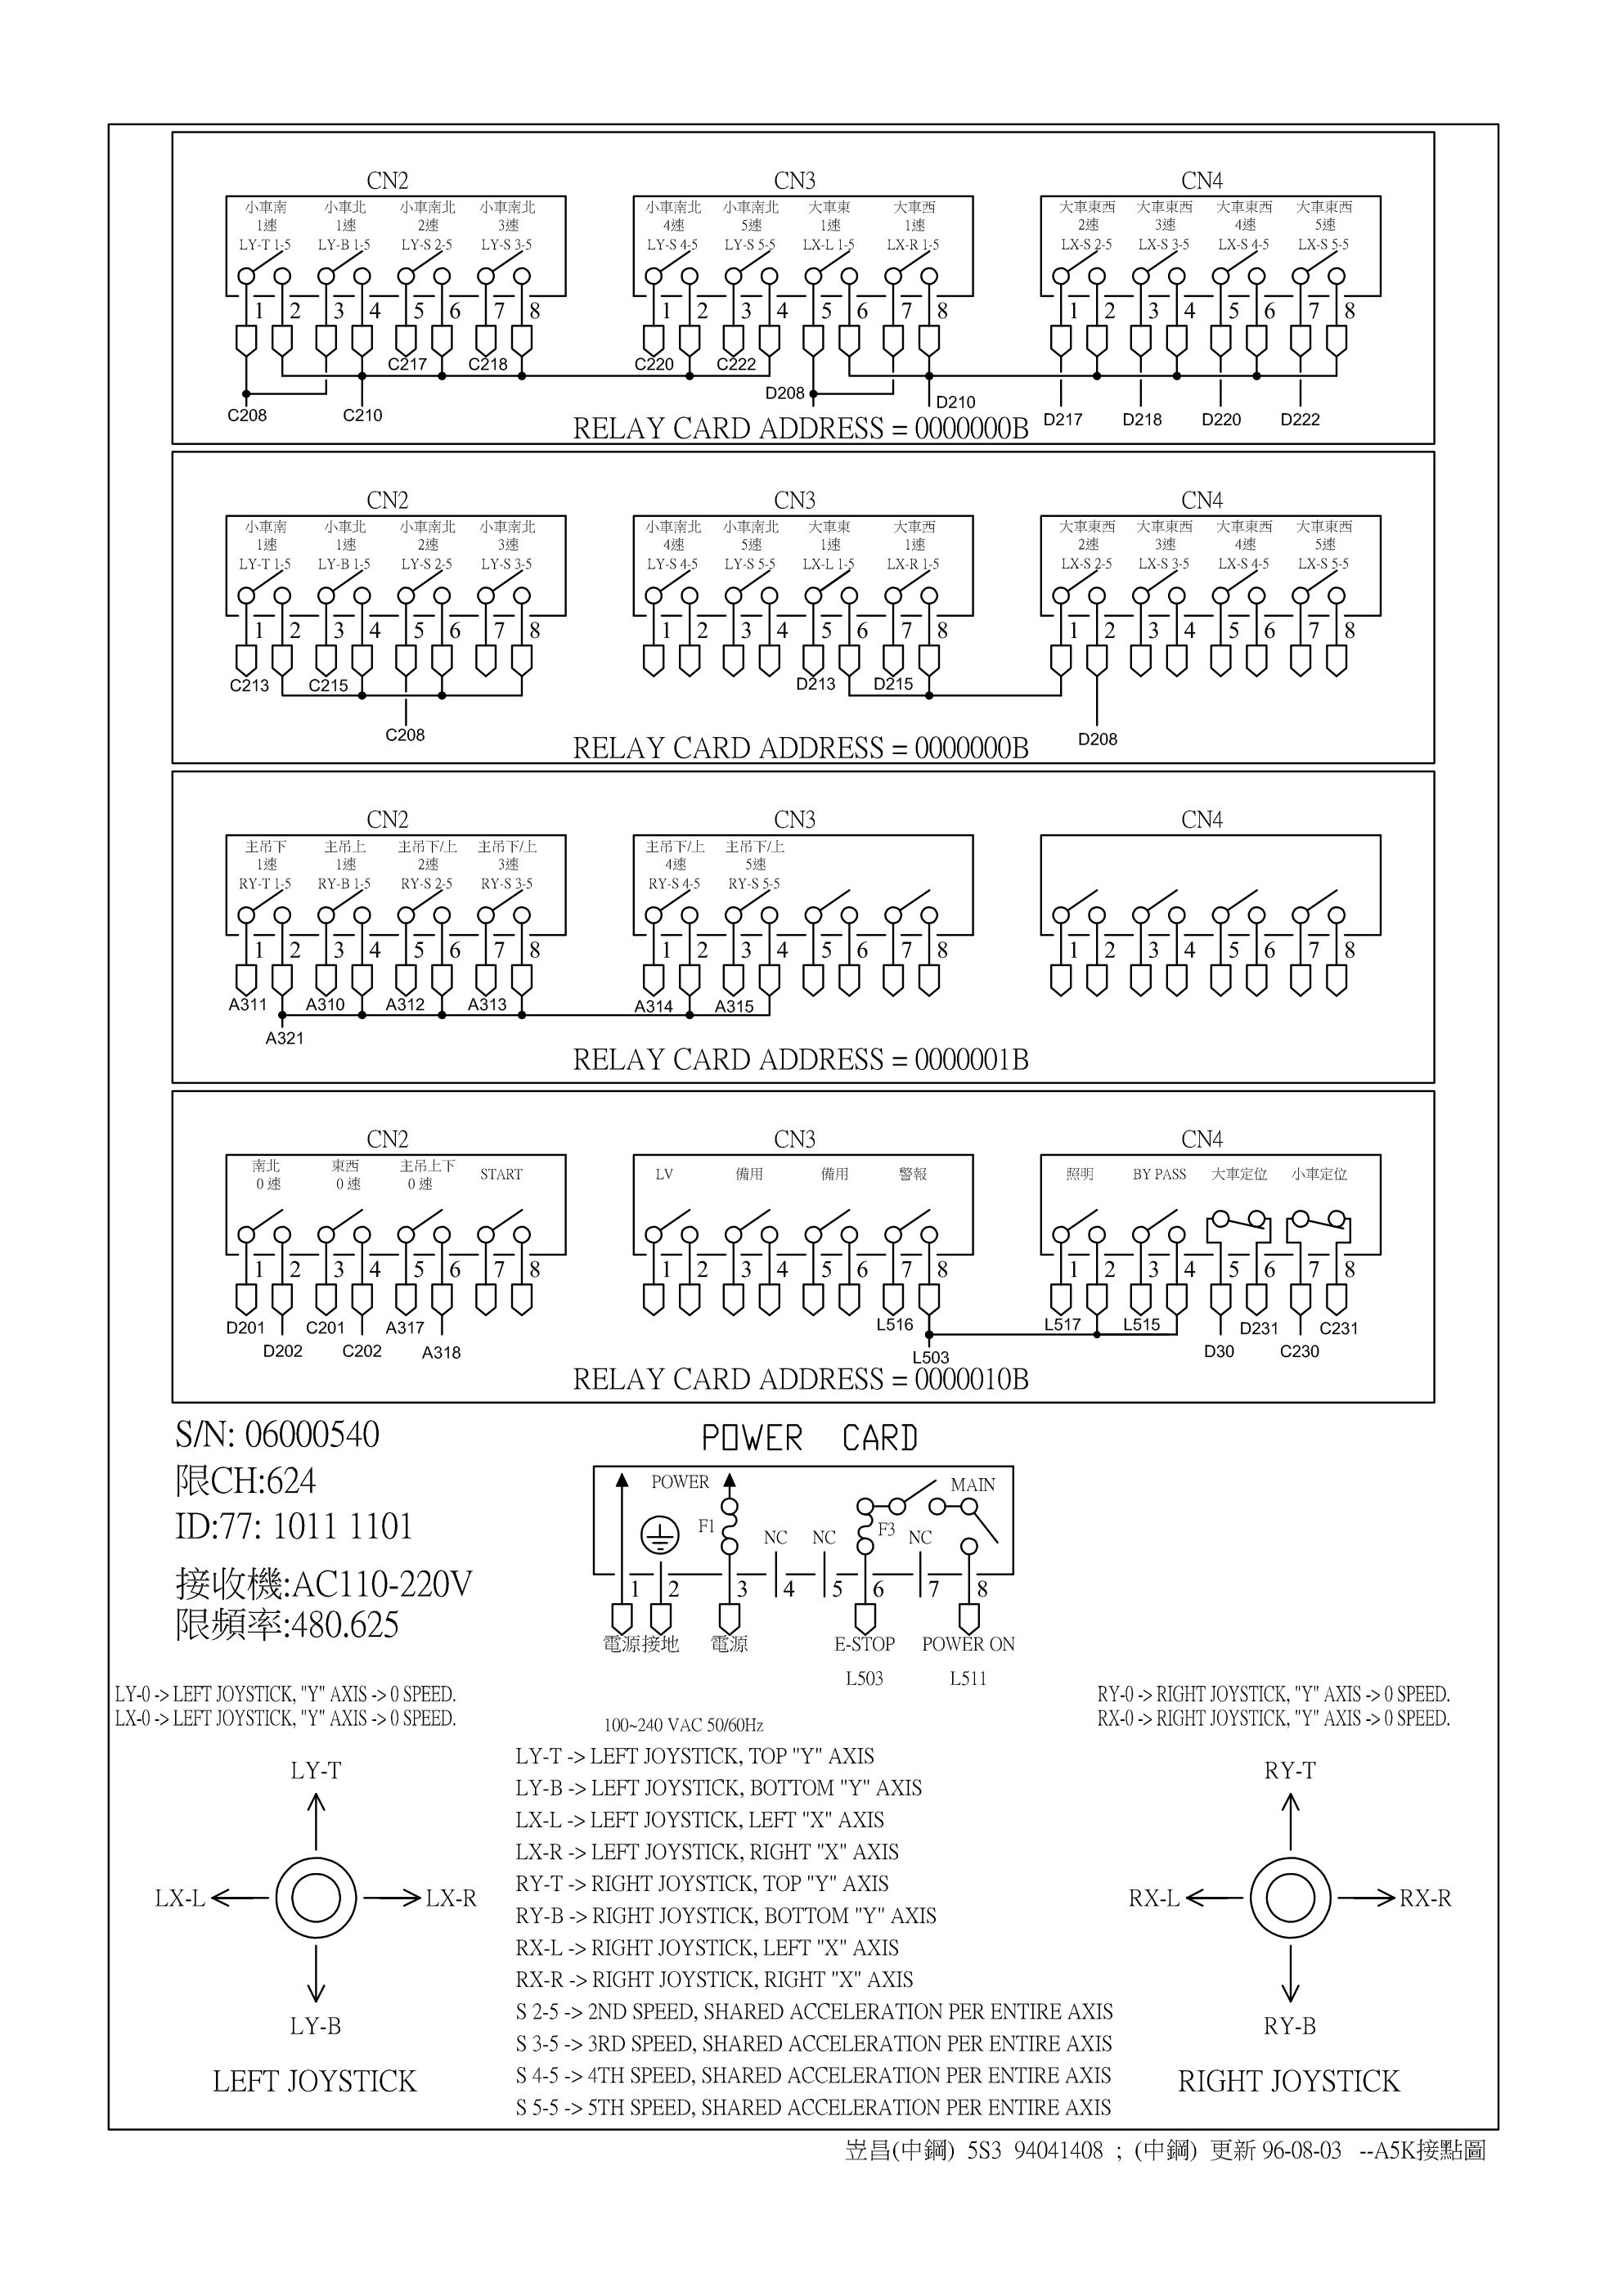 CN2 CN3 CN4
小車南 小車北 小車南北 小車南北 小車南北 小車南北 大車東 大車西 大車東西 大車東西 大車東西 大車東西
1速 1速 2速 3速 4速 5速 1速 1速 2速 3速 4速 5速
LY-T 1-5 LY-B 1-5 LY-S 2-5 LY-S 3-5 LY-S 4-5 LY-S 5-5 LX-L 1-5 LX-R 1-5 LX-S 2-5 LX-S 3-5 LX-S 4-5 LX-S 5-5
1 2 3 4 5 6 7 8 1 2 3 4 5 6 7 8 1 2 3 4 5 6 7 8
C217 C218 C220 C222
C208 C210 D208 D210 D217 D218 D220 D222
RELAY CARD ADDRESS = 0000000B
CN2 CN3 CN4
小車南 小車北 小車南北 小車南北 小車南北 小車南北 大車東 大車西 大車東西 大車東西 大車東西 大車東西
1速 1速 2速 3速 4速 5速 1速 1速 2速 3速 4速 5速
LY-T 1-5 LY-B 1-5 LY-S 2-5 LY-S 3-5 LY-S 4-5 LY-S 5-5 LX-L 1-5 LX-R 1-5 LX-S 2-5 LX-S 3-5 LX-S 4-5 LX-S 5-5
1 2 3 4 5 6 7 8 1 2 3 4 5 6 7 8 1 2 3 4 5 6 7 8
C213 C215 D213 D215
C208 D208
RELAY CARD ADDRESS = 0000000B
CN2 CN3 CN4
主吊下 主吊上 主吊下/上 主吊下/上 主吊下/上 主吊下/上
1速 1速 2速 3速 4速 5速
RY-T 1-5 RY-B 1-5 RY-S 2-5 RY-S 3-5 RY-S 4-5 RY-S 5-5
1 2 3 4 5 6 7 8 1 2 3 4 5 6 7 8 1 2 3 4 5 6 7 8
A311 A310 A312 A313 A314 A315
A321
RELAY CARD ADDRESS = 0000001B
CN2 CN3 CN4
南北 東西 主吊上下 START LV 備用 備用 警報 照明 BY PASS 大車定位 小車定位
0 速 0 速 0 速
1 2 3 4 5 6 7 8 1 2 3 4 5 6 7 8 1 2 3 4 5 6 7 8
D201 C201 A317 L516 L517 L515 D231 C231
D202 C202 A318 L503 D30 C230
RELAY CARD ADDRESS = 0000010B
S/N: 06000540
限CH:624
ID:77: 1011 1101
接收機:AC110-220V
限頻率:480.625
POWER CARD
POWER MAIN
F1 NC NC F3 NC
1 2 3 4 5 6 7 8
電源 接地 電源 E-STOP POWER ON
L503 L511
100~240 VAC 50/60Hz
LY-0 -> LEFT JOYSTICK, "Y" AXIS -> 0 SPEED.
LX-0 -> LEFT JOYSTICK, "Y" AXIS -> 0 SPEED.
RY-0 -> RIGHT JOYSTICK, "Y" AXIS -> 0 SPEED.
RX-0 -> RIGHT JOYSTICK, "Y" AXIS -> 0 SPEED.
LY-T
LX-L LX-R
LY-B
LEFT JOYSTICK
LY-T -> LEFT JOYSTICK, TOP "Y" AXIS
LY-B -> LEFT JOYSTICK, BOTTOM "Y" AXIS
LX-L -> LEFT JOYSTICK, LEFT "X" AXIS
LX-R -> LEFT JOYSTICK, RIGHT "X" AXIS
RY-T -> RIGHT JOYSTICK, TOP "Y" AXIS
RY-B -> RIGHT JOYSTICK, BOTTOM "Y" AXIS
RX-L -> RIGHT JOYSTICK, LEFT "X" AXIS
RX-R -> RIGHT JOYSTICK, RIGHT "X" AXIS
S 2-5 -> 2ND SPEED, SHARED ACCELERATION PER ENTIRE AXIS
S 3-5 -> 3RD SPEED, SHARED ACCELERATION PER ENTIRE AXIS
S 4-5 -> 4TH SPEED, SHARED ACCELERATION PER ENTIRE AXIS
S 5-5 -> 5TH SPEED, SHARED ACCELERATION PER ENTIRE AXIS
RY-T
RX-L RX-R
RY-B
RIGHT JOYSTICK
岦昌(中鋼) 5S3 94041408 ; (中鋼) 更新 96-08-03 --A5K接點圖